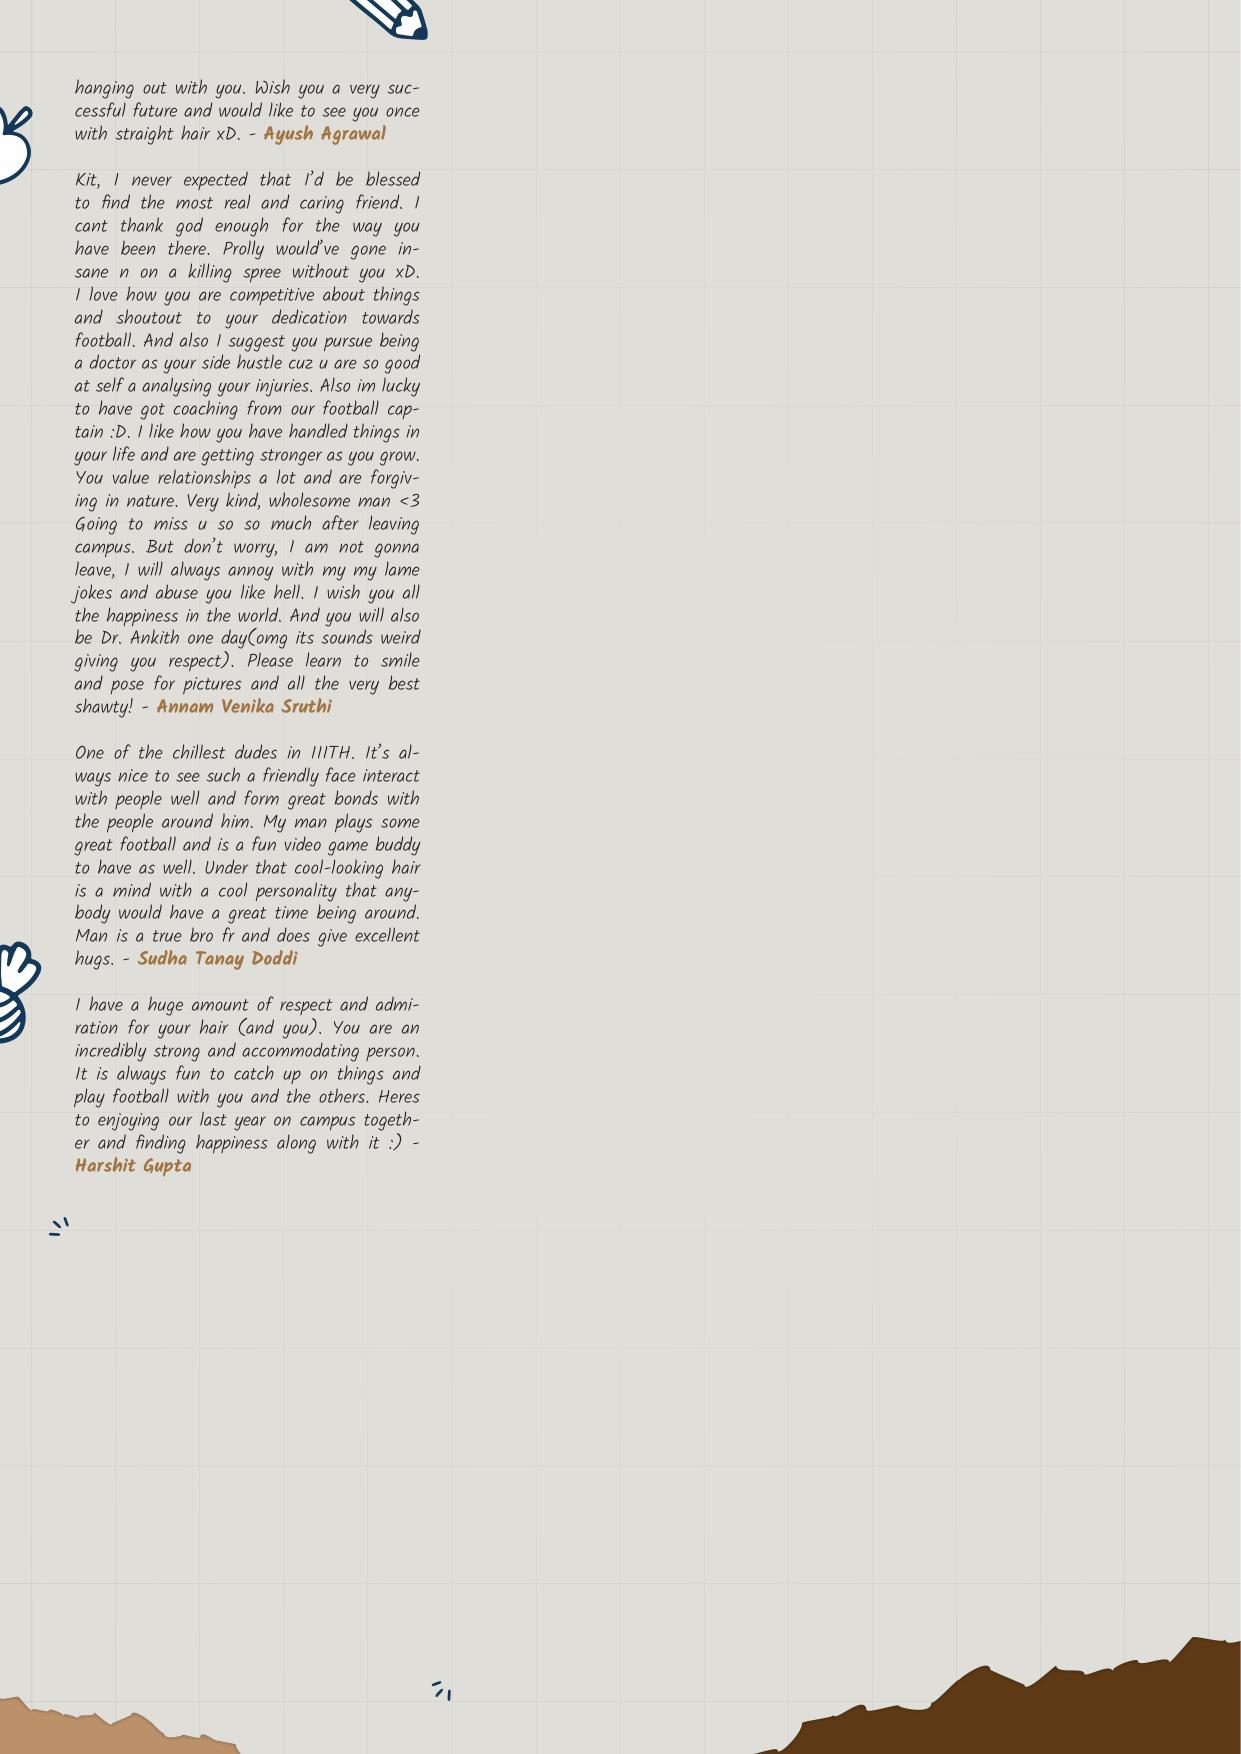 hanging out with you. Wish you a very suc-
cessful future and would like to see you once
with straight hair xD. - Ayush Agrawal
Kit, I never expected that I'd be blessed
to find the most real and caring friend. I
cant thank god enough for the way you
have been there. Prolly would've gone in-
sane n on a killing spree without you xD.
I love how you are competitive about things
and shoutout to your dedication towards
football. And also I suggest you pursue being
a doctor as your side hustle cuz u are so good
at self a analysing your injuries. Also im lucky
to have got coaching from our football cap-
tain :D. I like how you have handled things in
your life and are getting stronger as you grow.
You value relationships a lot and are forgiv-
ing in nature. Very kind, wholesome man <3
Going to miss u so so much after leaving
campus. But don't worry, I am not gonna
leave, I will always annoy with my my lame
jokes and abuse you like hell. I wish you all
the happiness in the world. And you will also
be Dr. Ankith one day(omg its sounds weird
giving you respect). Please learn to smile
and pose for pictures and all the very best
shawty! - Annam Venika Sruthi
One of the chillest dudes in IIITH. It's al-
ways nice to see such a friendly face interact
with people well and form great bonds with
the people around him. My man plays some
great football and is a fun video game buddy
to have as well. Under that cool-looking hair
is a mind with a cool personality that any-
body would have a great time being around.
Man is a true bro fr and does give excellent
hugs. - Sudha Tanay Doddi
I have a huge amount of respect and admi-
ration for your hair (and you). You are an
incredibly strong and accommodating person.
It is always fun to catch up on things and
play football with you and the others. Heres
to enjoying our last year on campus togeth-
er and finding happiness along with it :) -
Harshit Gupta